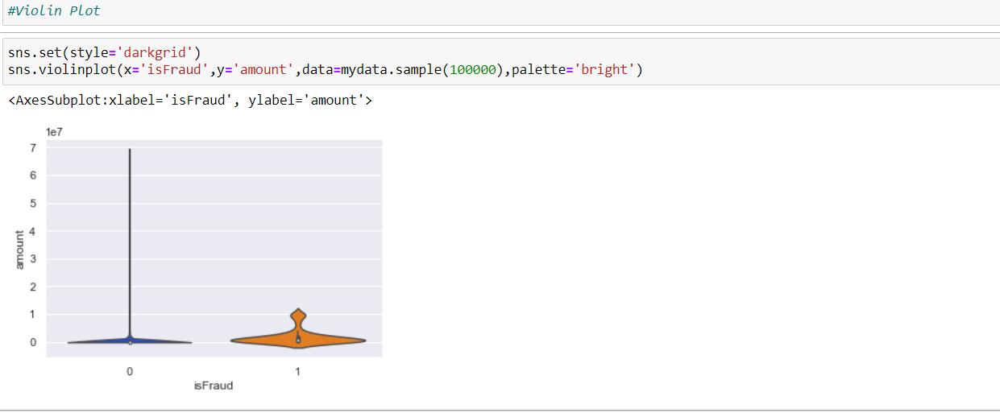 #Violin Plot
sns.set(style='darkgrid')
sns.violinplot(x='isFraud',y='amount',data=mydata.sample(100000),palette='bright')
<AxesSubplot:xlabel='isFraud', ylabel='amount'>
1e7
7
6
5
4
3
2
1
0
amount
0 1
isFraud